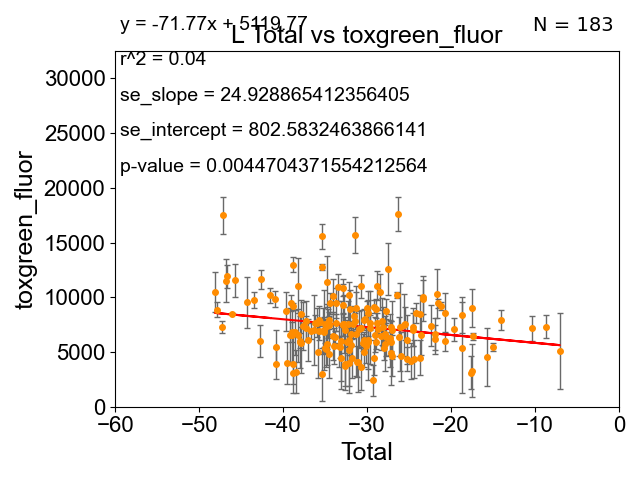 y = -71.77x + 5119.77
N = 183
L Total vs toxgreen_fluor
r^2 = 0.04
se_slope = 24.928865412356405
se_intercept = 802.5832463866141
p-value = 0.0044704371554212564
30000
25000
20000
15000
10000
5000
0
toxgreen_fluor
−60 −50 −40 −30 −20 −10 0
Total